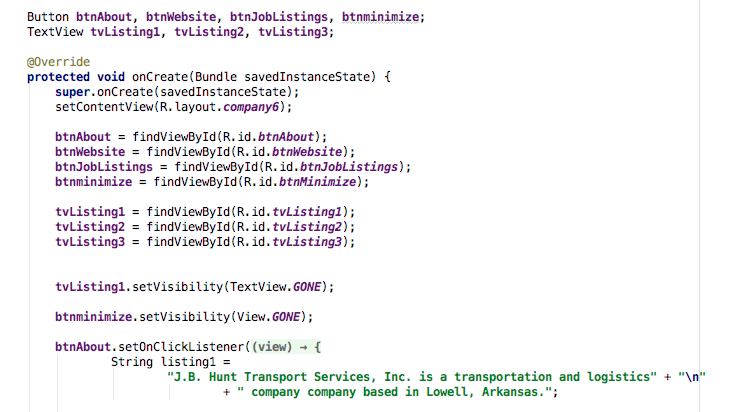 Button btnAbout, btnWebsite, btnJobListings, btnminimize;
TextView tvListing1, tvListing2, tvListing3;
@Override
protected void onCreate(Bundle savedInstanceState) {
super.onCreate(savedInstanceState);
setContentView(R.layout.company6);
btnAbout = findViewById(R.id.btnAbout);
btnWebsite = findViewById(R.id.btnWebsite);
btnJobListings = findViewById(R.id.btnJobListings);
btnminimize = findViewById(R.id.btnMinimize);
tvListing1 = findViewById(R.id.tvListing1);
tvListing2 = findViewById(R.id.tvListing2);
tvListing3 = findViewById(R.id.tvListing3);
tvListing1.setVisibility(TextView.GONE);
btnminimize.setVisibility(View.GONE);
btnAbout.setOnClickListener((view) → {
String listing1 =
"J.B. Hunt Transport Services, Inc. is a transportation and logistics" + "\n"
+ " company company based in Lowell, Arkansas.";